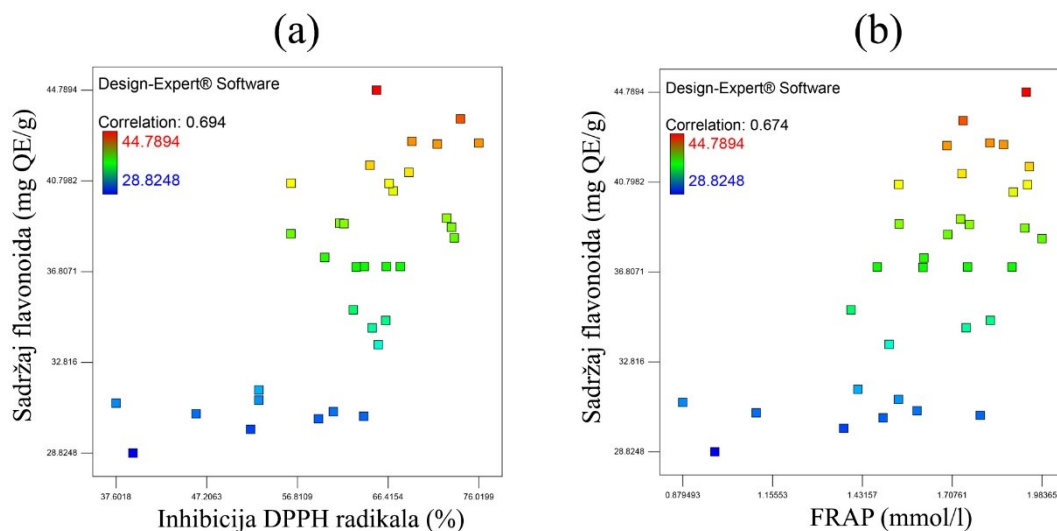 (a)
Design-Expert® Software
Correlation: 0.694
44.7894
28.8248
Sadržaj flavonoida (mg QE/g)
44.7894
40.7982
36.8071
32.816
28.8248
37.6018 47.2063 56.8109 66.4154 76.0199
Inhibicija DPPH radikala (%)
(b)
Design-Expert® Software
Correlation: 0.674
44.7894
28.8248
Sadržaj flavonoida (mg QE/g)
44.7894
40.7982
36.8071
32.816
28.8248
0.879493 1.15553 1.43157 1.70761 1.98365
FRAP (mmol/l)